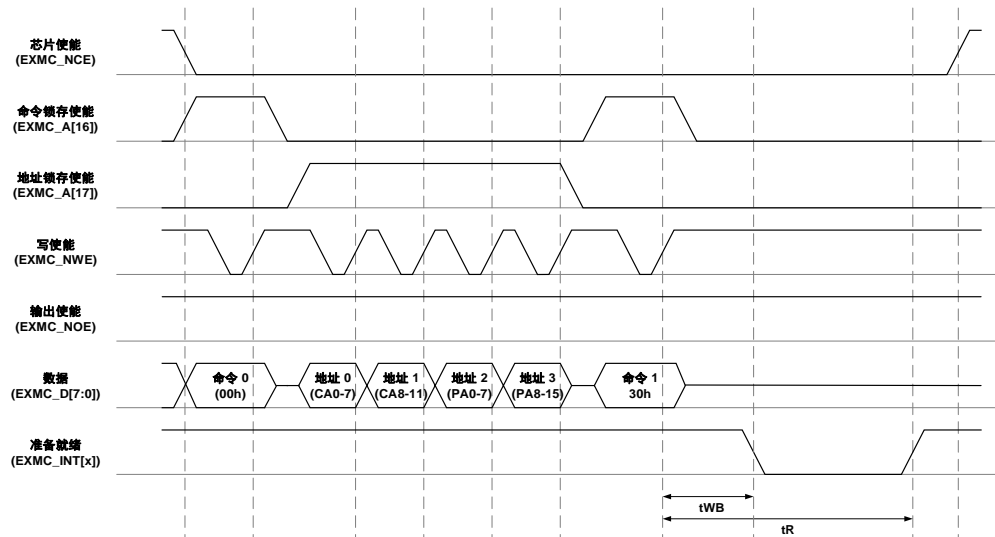 芯片使能
(EXMC_NCE)
命令锁存使能
(EXMC_A[16])
地址锁存使能
(EXMC_A[17])
写使能
(EXMC_NWE)
输出使能
(EXMC_NOE)
数据
(EXMC_D[7:0])
命令 0
(00h)
地址 0
(CA0-7)
地址 1
(CA8-11)
地址 2
(PA0-7)
地址 3
(PA8-15)
命令 1
30h
准备就绪
(EXMC_INT[x])
tWB
tR